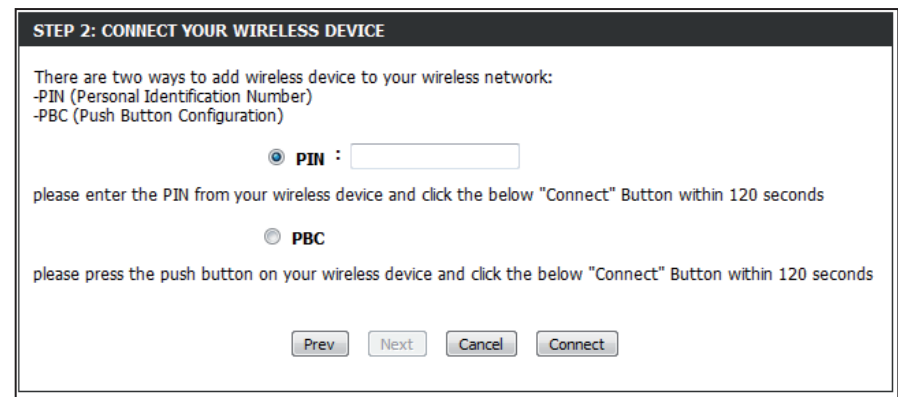 STEP 2: CONNECT YOUR WIRELESS DEVICE
There are two ways to add wireless device to your wireless network:
-PIN (Personal Identification Number)
-PBC (Push Button Configuration)
PIN :
please enter the PIN from your wireless device and click the below "Connect" Button within 120 seconds
PBC
please press the push button on your wireless device and click the below "Connect" Button within 120 seconds
Prev Next Cancel Connect